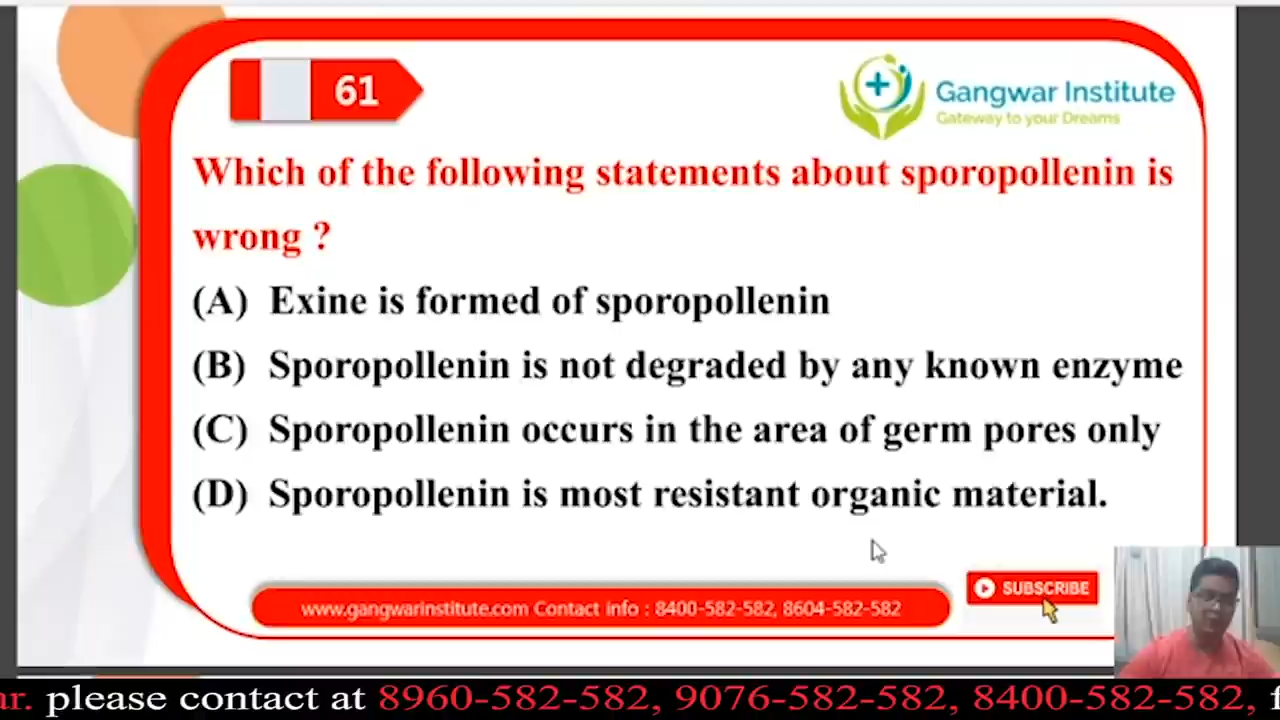 61
Gangwar Institute
Gateway to your Dreams
Which of the following statements about sporopollenin is
wrong ?
(A) Exine is formed of sporopollenin
(B) Sporopollenin is not degraded by any known enzyme
(C) Sporopollenin occurs in the area of germ pores only
(D) Sporopollenin is most resistant organic material.
www.gangwarinstitute.com Contact info : 8400-582-582, 8604-582-582
SUBSCRIBE
ar. please contact at 8960-582-582, 9076-582-582, 8400-582-582, f